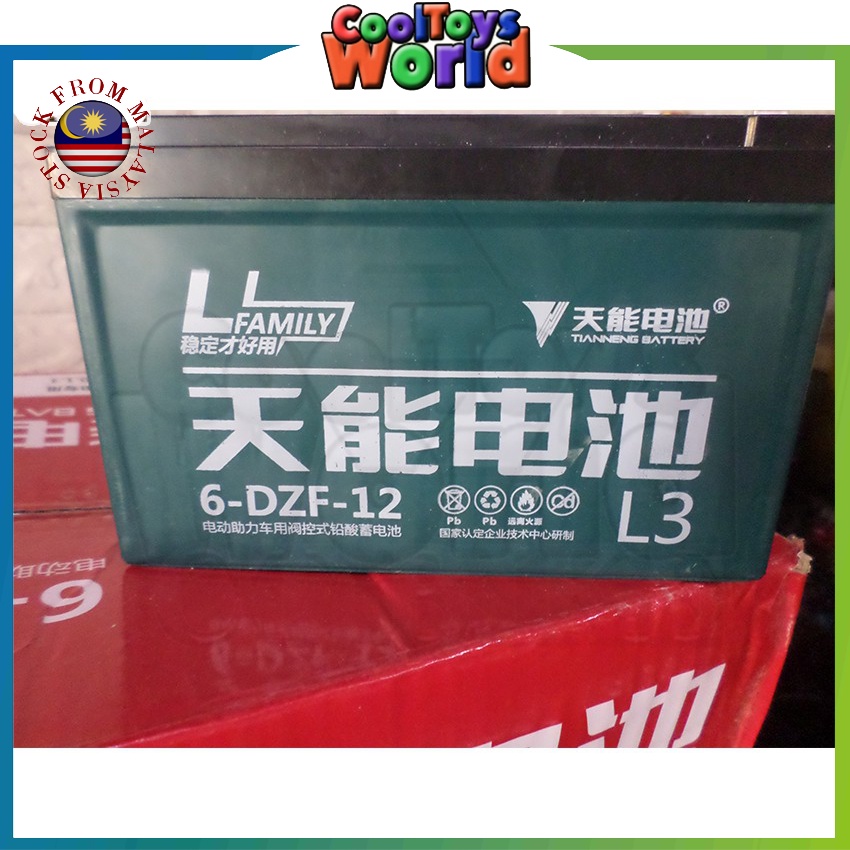 CoolToys
World
STOCK FROM MALAYSIA
LL FAMILY
稳定才好用
天能电池®
TIANNENG BATTERY
天能电池
6-DZF-12
电动助力车用阀控式铅酸蓄电池
Pb Pb 远离火源 Cd
国家认定企业技术中心研制
L3